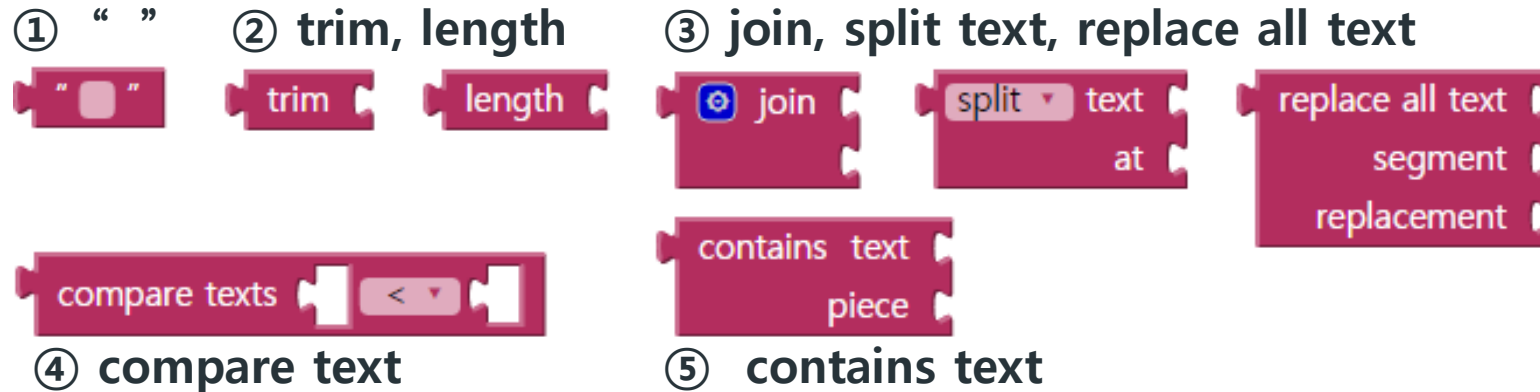 ① “ ” ② trim, length ③ join, split text, replace all text
" " trim length join split text replace all text
at segment
replacement
contains text
compare texts < piece
④ compare text ⑤ contains text